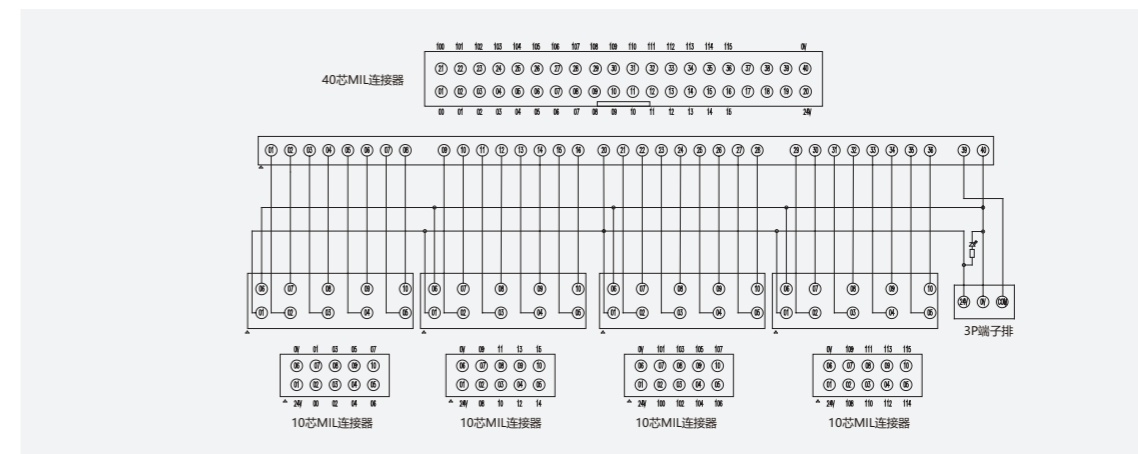 100 101 102 103 104 105 106 107 108 109 110 111 112 113 114 115 0V
21 22 23 24 25 26 27 28 29 30 31 32 33 34 35 36 37 38 39 40
40芯MIL连接器
01 02 03 04 05 06 07 08 09 10 11 12 13 14 15 16 17 18 19 20
00 01 02 03 04 05 06 07 08 09 10 11 12 13 14 15 24V
01 02 03 04 05 06 07 08 09 10 11 12 13 14 15 16 20 21 22 23 24 25 26 27 28 29 30 31 32 33 34 35 36 39 40
06 07 08 09 10 06 07 08 09 10 06 07 08 09 10 06 07 08 09 10
24V 0V COM
01 02 03 04 05 01 02 03 04 05 01 02 03 04 05 01 02 03 04 05
3P端子排
0V 01 03 05 07 0V 09 11 13 15 0V 101 103 105 107 0V 109 111 113 115
06 07 08 09 10 06 07 08 09 10 06 07 08 09 10 06 07 08 09 10
01 02 03 04 05 01 02 03 04 05 01 02 03 04 05 01 02 03 04 05
24V 00 02 04 06 24V 08 10 12 14 24V 100 102 104 106 24V 108 110 112 114
10芯MIL连接器 10芯MIL连接器 10芯MIL连接器 10芯MIL连接器